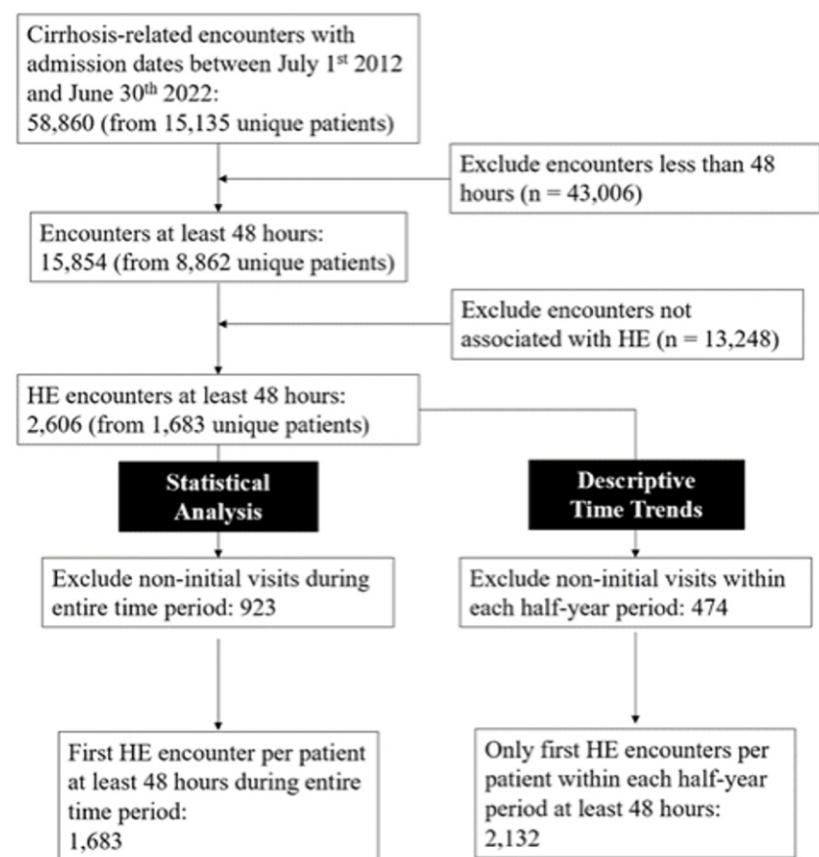 Cirrhosis-related encounters with
admission dates between July 1st 2012
and June 30th 2022:
58,860 (from 15,135 unique patients)
Exclude encounters less than 48
hours (n = 43,006)
Encounters at least 48 hours:
15,854 (from 8,862 unique patients)
Exclude encounters not
associated with HE (n = 13,248)
HE encounters at least 48 hours:
2,606 (from 1,683 unique patients)
Statistical
Analysis
Descriptive
Time Trends
Exclude non-initial visits during
entire time period: 923
Exclude non-initial visits within
each half-year period: 474
First HE encounter per patient
at least 48 hours during entire
time period:
1,683
Only first HE encounters per
patient within each half-year
period at least 48 hours:
2,132